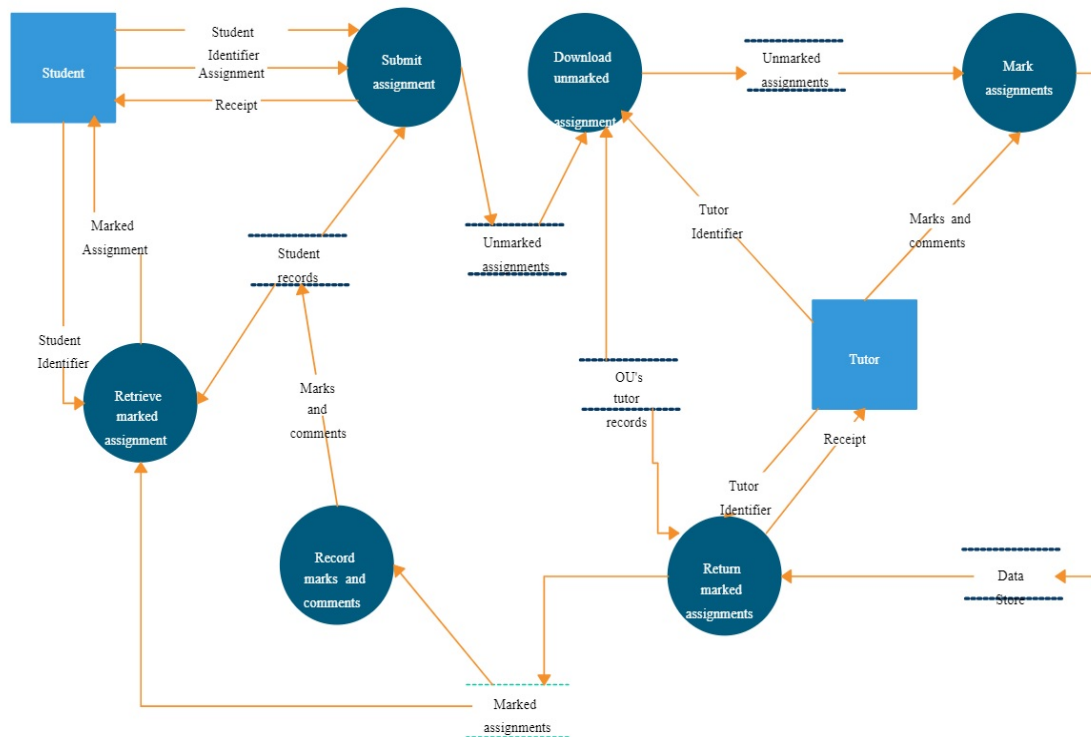 Student
Student
Identifier
Assignment
Receipt
Submit
assignment
Download
unmarked
assignment
Unmarked
assignments
Mark
assignments
Marked
Assignment
Student
records
Unmarked
assignments
Tutor
Identifier
Marks and
comments
Student
Identifier
Retrieve
marked
assignment
Marks
and
comments
OU's
tutor
records
Tutor
Receipt
Tutor
Identifier
Record
marks and
comments
Return
marked
assignments
Data
Store
Marked
assignments